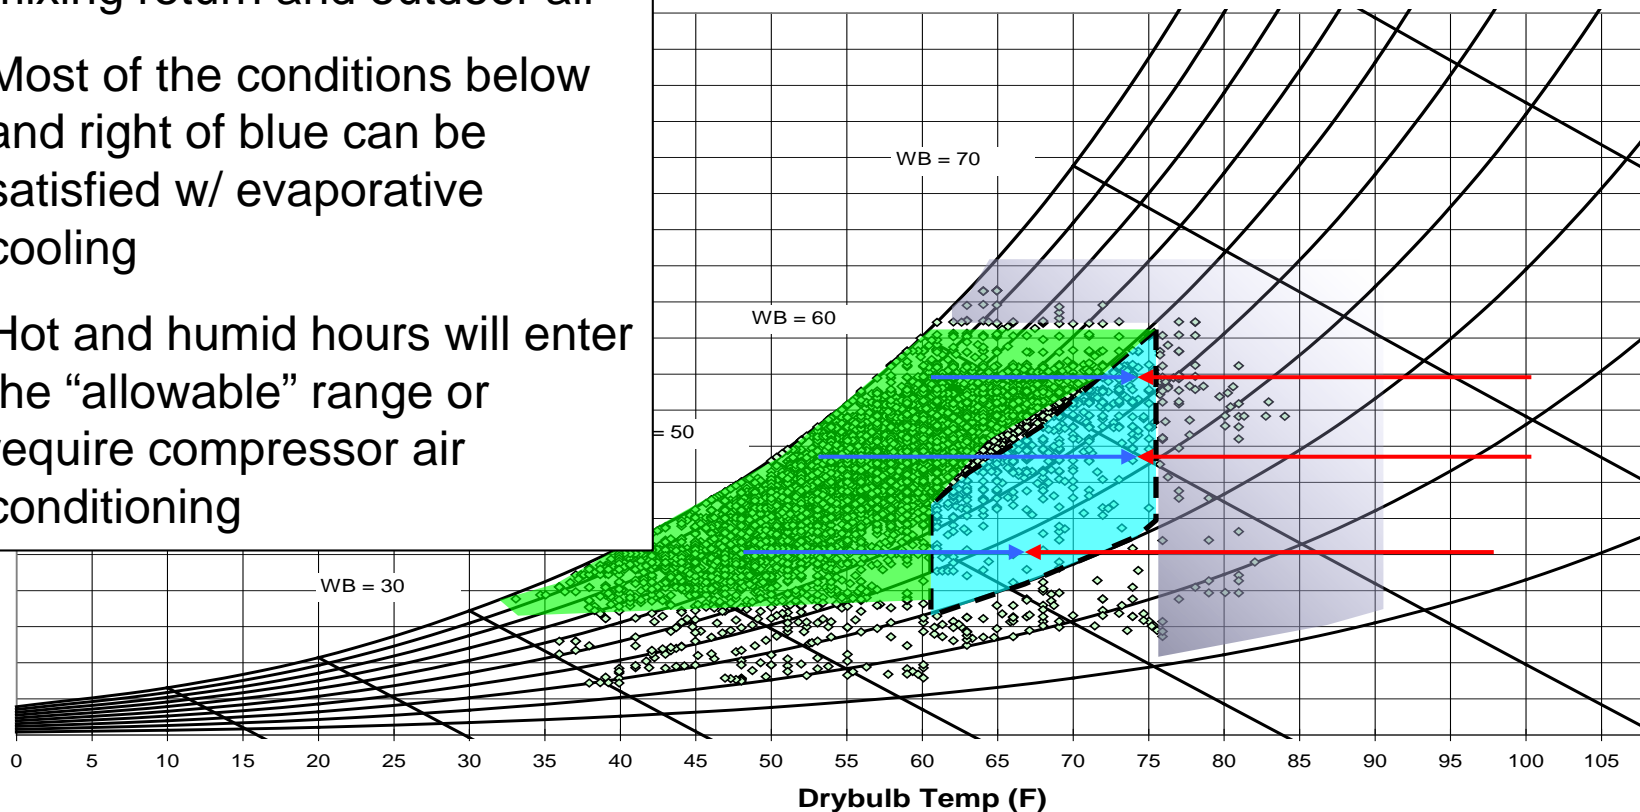 mixing return and outdoor air
Most of the conditions below
and right of blue can be
satisfied w/ evaporative
cooling
Hot and humid hours will enter
the “allowable” range or
require compressor air
conditioning
WB = 70
WB = 60
= 50
WB = 30
0 5 10 15 20 25 30 35 40 45 50 55 60 65 70 75 80 85 90 95 100 105
Drybulb Temp (F)